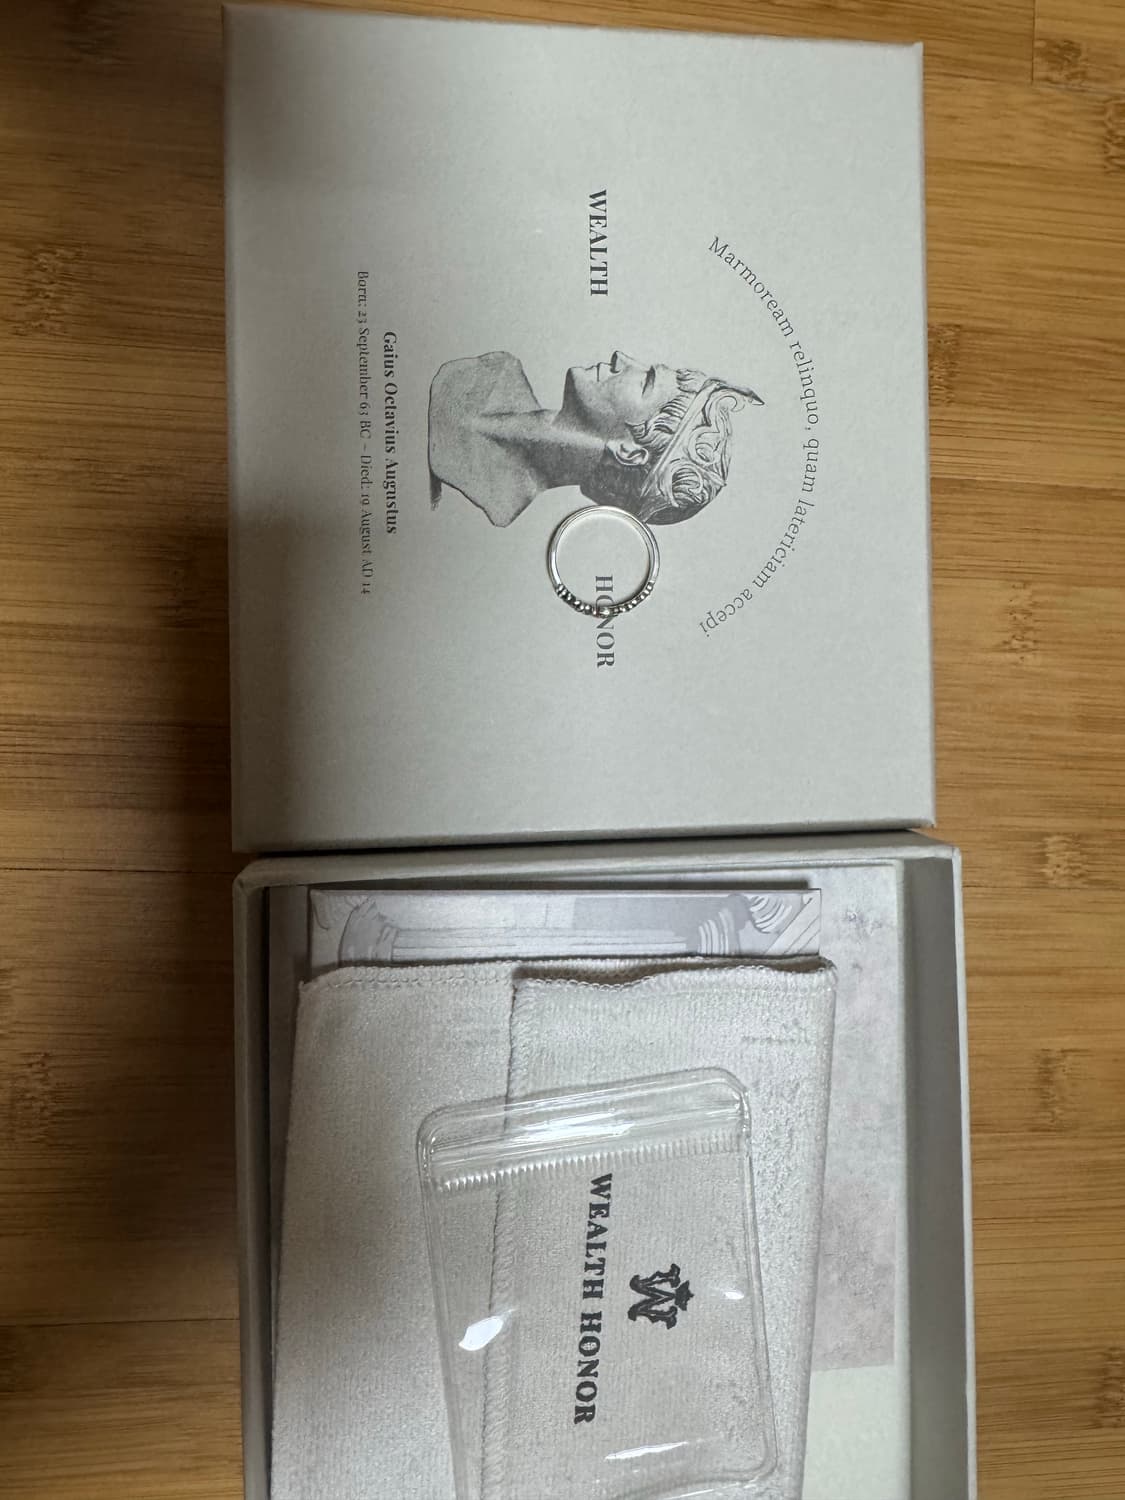 Marmoream relinquo, quam latericiam accepi
WEALTH HONOR
Gaius Octavius Augustus
Born: 23 September 63 BC – Died: 19 August AD 14
W
WEALTH HONOR